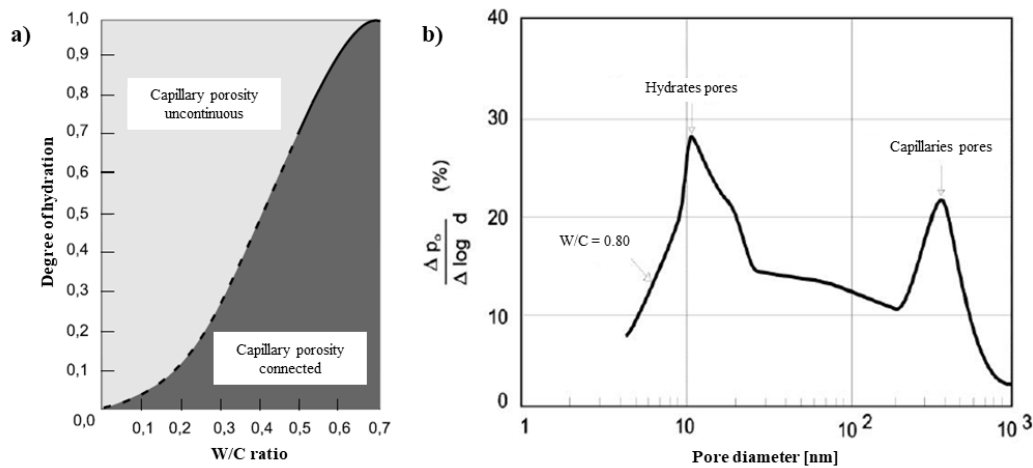 a)
1,0
0,9
0,8
0,7
0,6
0,5
0,4
0,3
0,2
0,1
0,0
Degree of hydration
Capillary porosity
uncontinuous
Capillary porosity
connected
0,1 0,2 0,3 0,4 0,5 0,6 0,7
W/C ratio
b)
40
30
20
10
0
Δ p₀
Δ log d
(%)
Hydrates pores
Capillaries pores
W/C = 0.80
1 10 10² 10³
Pore diameter [nm]